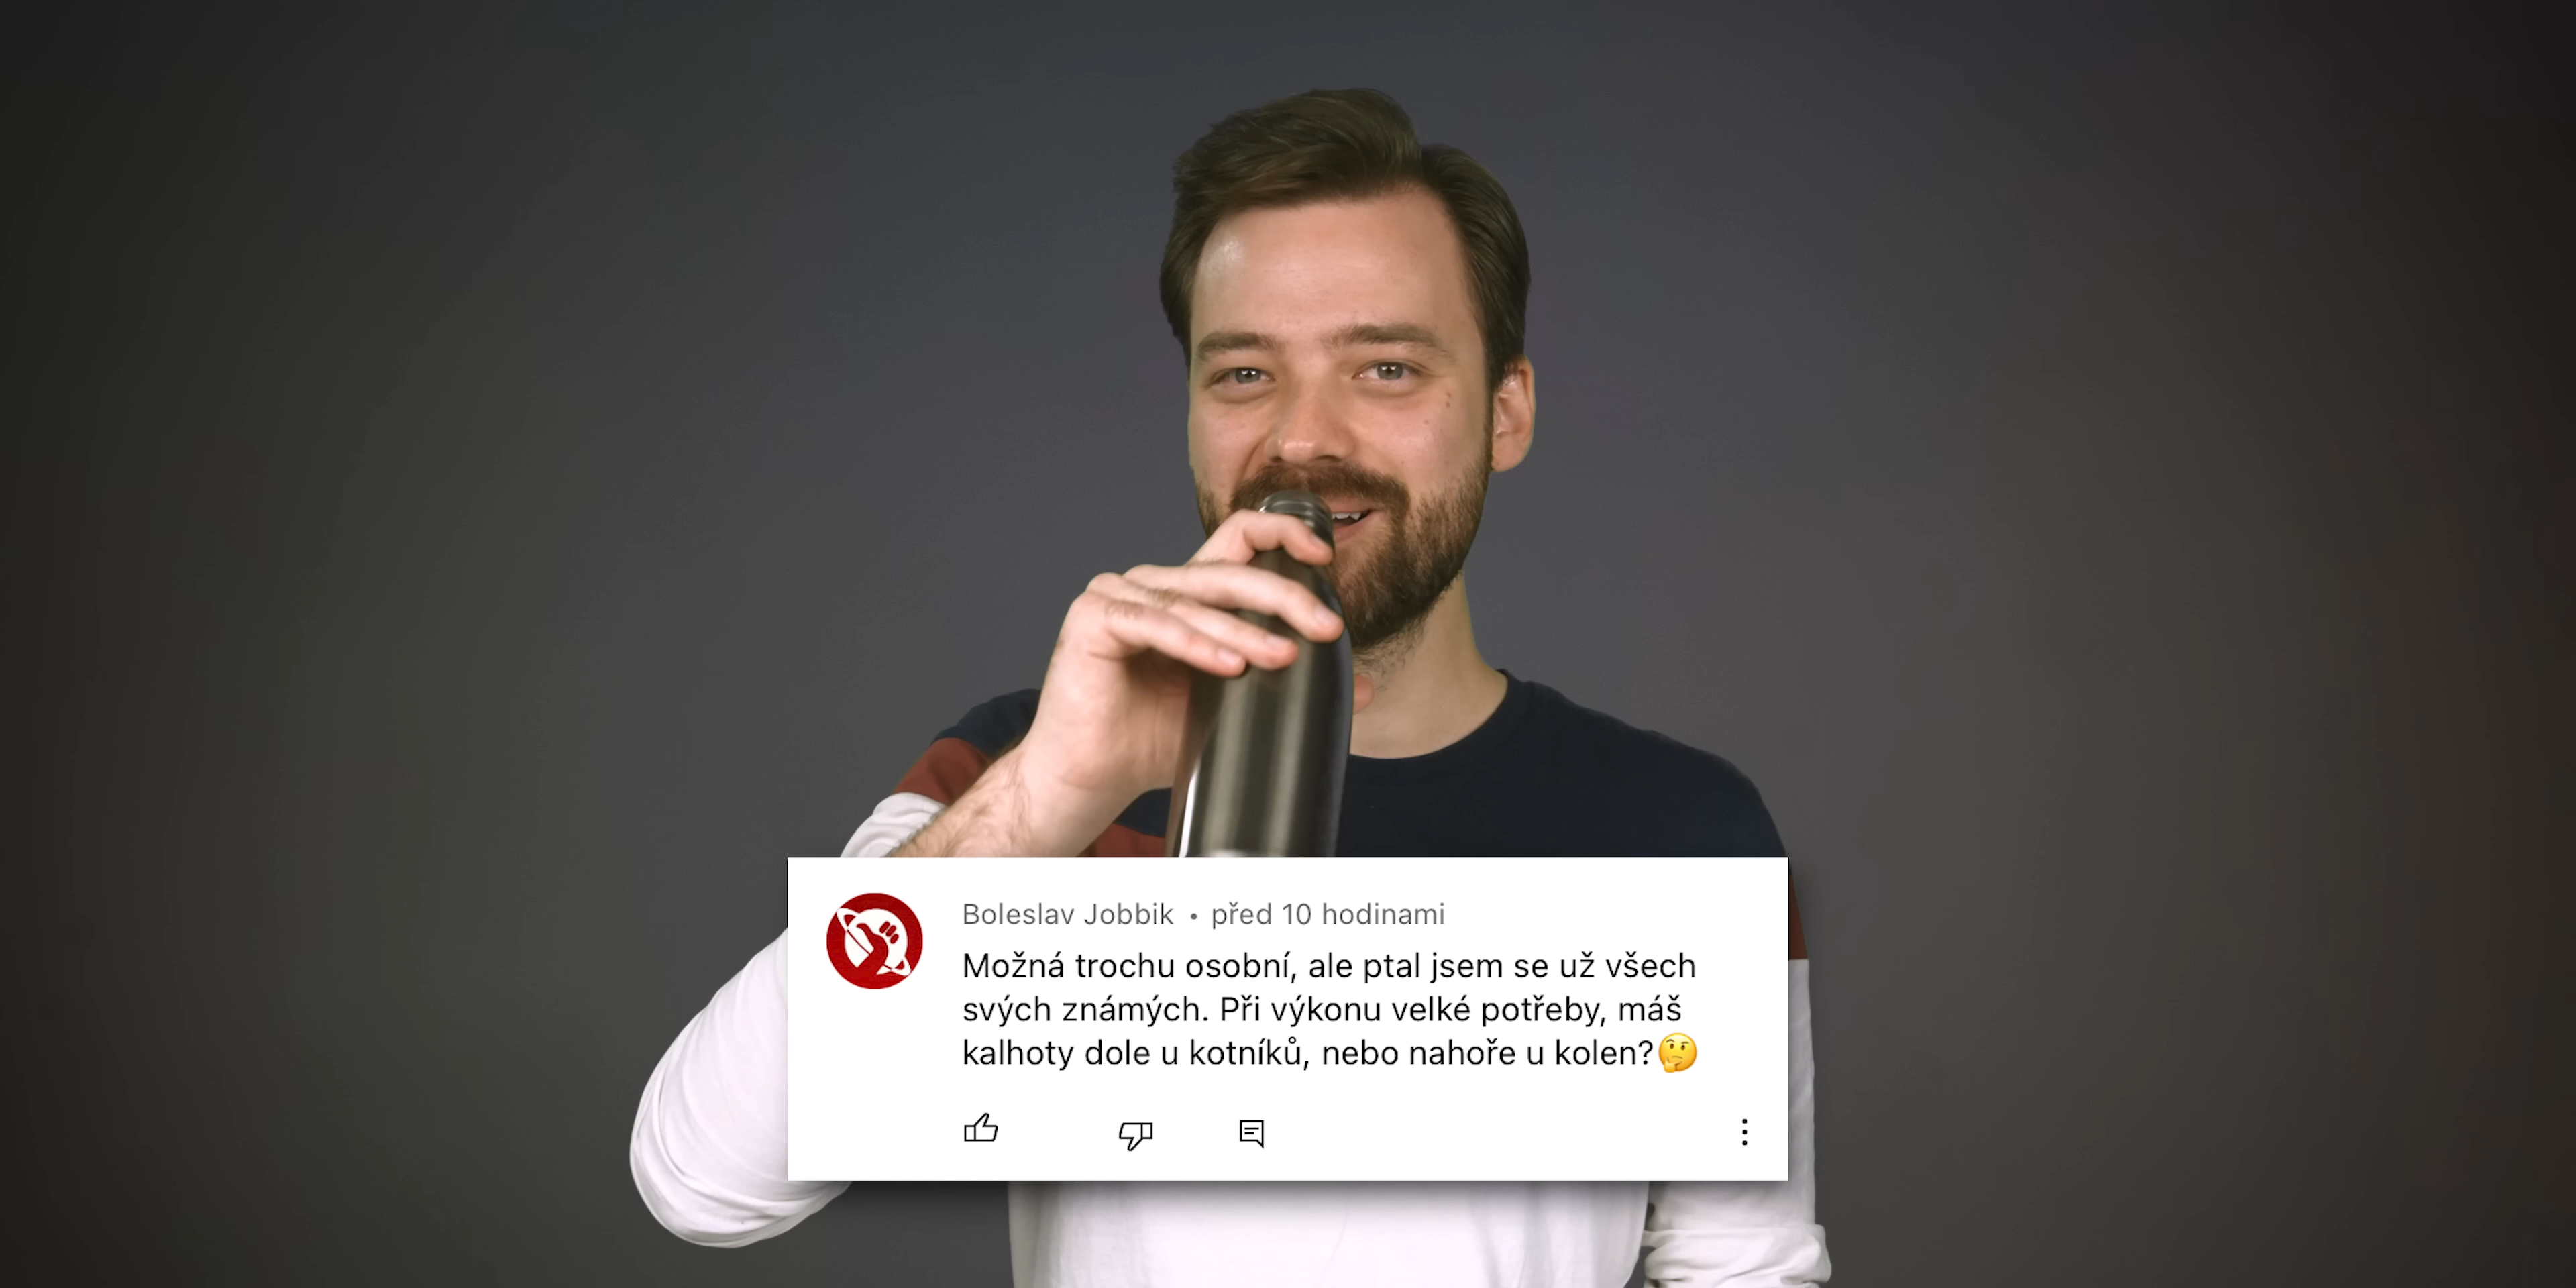 Boleslav Jobbik • před 10 hodinami
Možná trochu osobní, ale ptal jsem se už všech
svých známých. Při výkonu velké potřeby, máš
kalhoty dole u kotníků, nebo nahoře u kolen?🤔